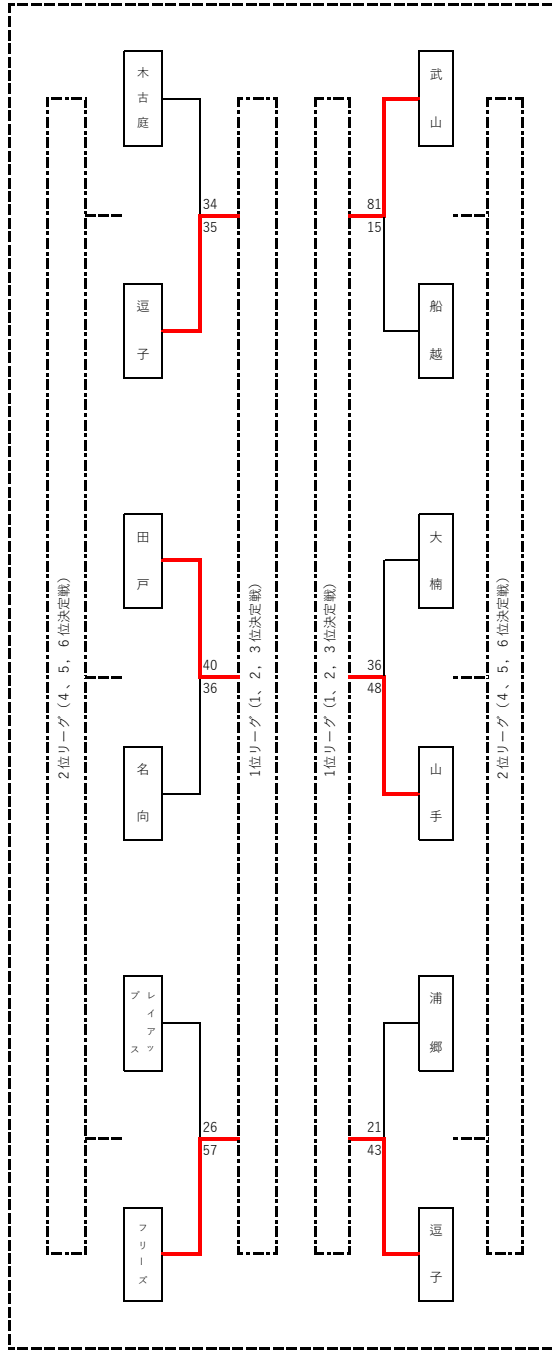 木古庭
武山
34
35
81
15
逗子
船越
田戸
大楠
2位リーグ（４、５，６位決定戦）
1位リーグ（１、２，３位決定戦）
1位リーグ（１、２，３位決定戦）
2位リーグ（４、５，６位決定戦）
40
36
36
48
名向
山手
レイアップス
浦郷
26
57
21
43
フリーズ
逗子